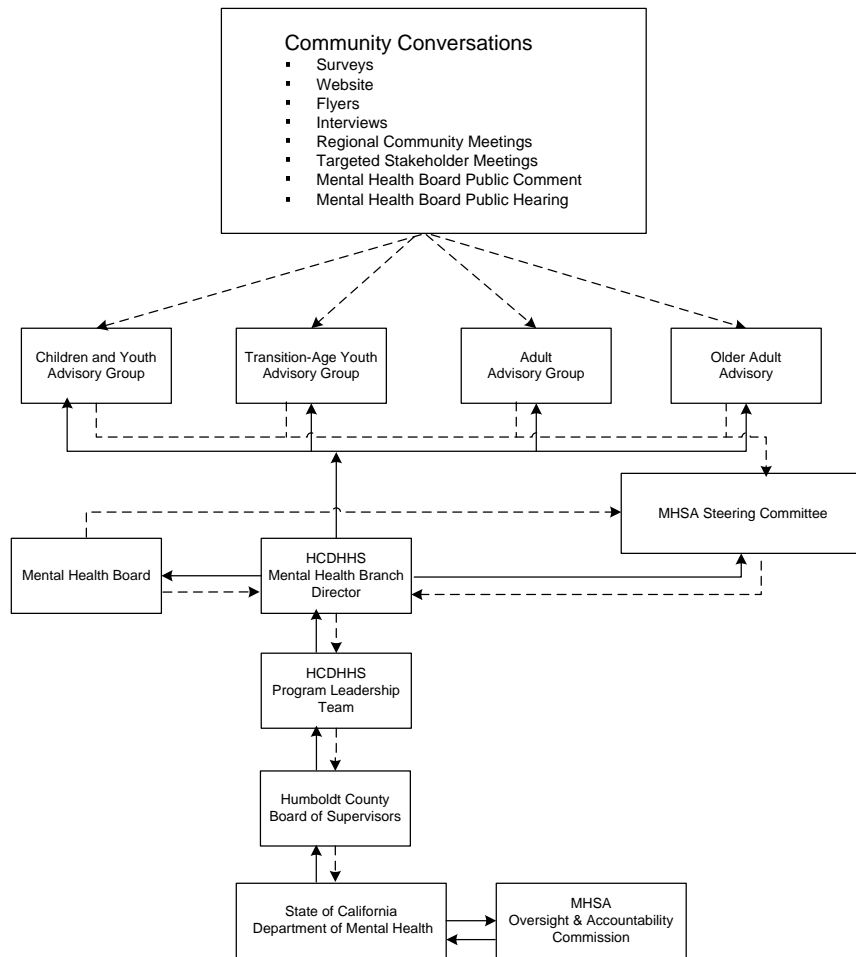 Community Conversations
▪ Surveys
▪ Website
▪ Flyers
▪ Interviews
▪ Regional Community Meetings
▪ Targeted Stakeholder Meetings
▪ Mental Health Board Public Comment
▪ Mental Health Board Public Hearing
Children and Youth
Advisory Group
Transition-Age Youth
Advisory Group
Adult
Advisory Group
Older Adult
Advisory
MHSA Steering Committee
Mental Health Board
HCDHHS
Mental Health Branch
Director
HCDHHS
Program Leadership
Team
Humboldt County
Board of Supervisors
State of California
Department of Mental Health
MHSA
Oversight & Accountability
Commission